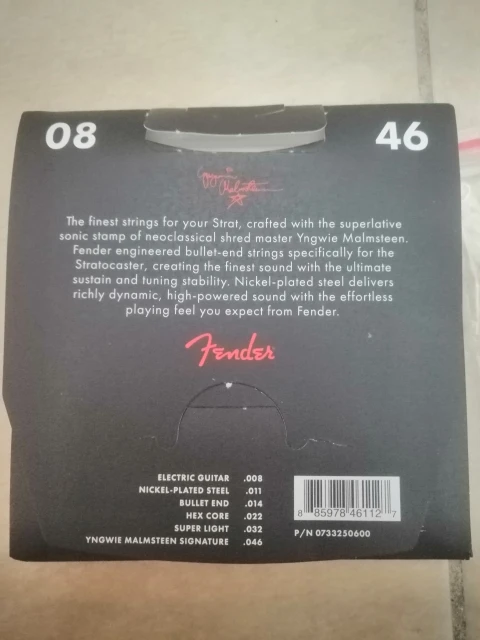 08 46
Yngwie Malmsteen
The finest strings for your Strat, crafted with the superlative
sonic stamp of neoclassical shred master Yngwie Malmsteen.
Fender engineered bullet-end strings specifically for the
Stratocaster, creating the finest sound with the ultimate
sustain and tuning stability. Nickel-plated steel delivers
richly dynamic, high-powered sound with the effortless
playing feel you expect from Fender.
Fender
ELECTRIC GUITAR .008
NICKEL-PLATED STEEL .011
BULLET END .014
HEX CORE .022
SUPER LIGHT .032
YNGWIE MALMSTEEN SIGNATURE .046
8 85978 46112 7
P/N 0733250600